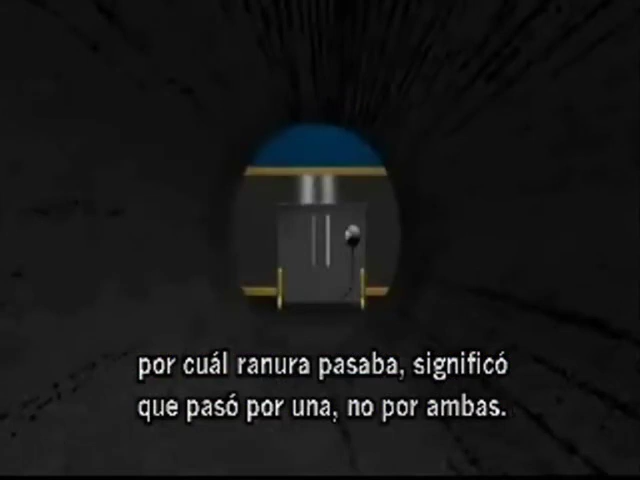 por cuál ranura pasaba, significó
que pasó por una, no por ambas.